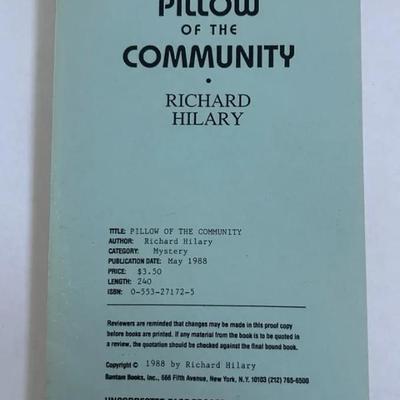 PILLOW
OF THE
COMMUNITY
•
RICHARD
HILARY
TITLE: PILLOW OF THE COMMUNITY
AUTHOR: Richard Hilary
CATEGORY: Mystery
PUBLICATION DATE: May 1988
PRICE: $3.50
LENGTH: 240
ISBN: 0-553-27172-5
Reviewers are reminded that changes may be made in this proof copy
before books are printed. If any material from the book is to be quoted in
a review, the quotation should be checked against the final bound book.
Copyright © 1988 by Richard Hilary
Bantam Books, Inc., 666 Fifth Avenue, New York, N.Y. 10103 (212) 765-6500